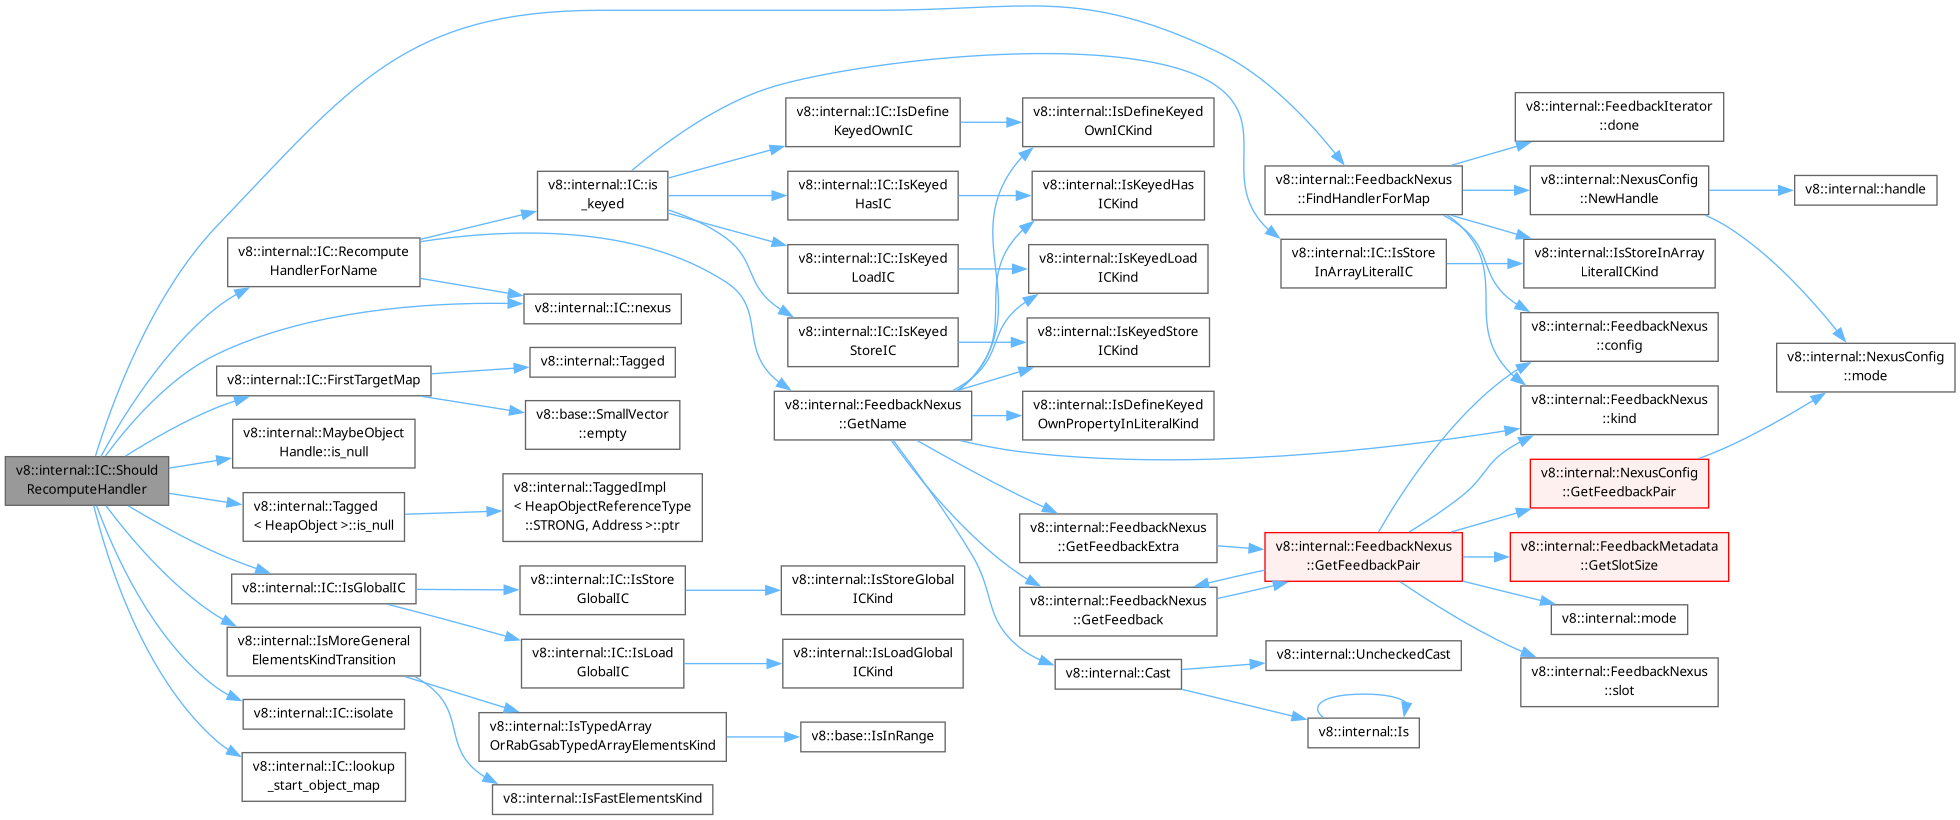 v8::internal::IC::Should
RecomputeHandler
v8::internal::IC::Recompute
HandlerForName
v8::internal::IC::FirstTargetMap
v8::internal::MaybeObject
Handle::is_null
v8::internal::Tagged
< HeapObject >::is_null
v8::internal::IC::IsGlobalIC
v8::internal::IsMoreGeneral
ElementsKindTransition
v8::internal::IC::isolate
v8::internal::IC::lookup
_start_object_map
v8::internal::IC::is
_keyed
v8::internal::IC::nexus
v8::internal::Tagged
v8::base::SmallVector
::empty
v8::internal::TaggedImpl
< HeapObjectReferenceType
::STRONG, Address >::ptr
v8::internal::IC::IsStore
GlobalIC
v8::internal::IC::IsLoad
GlobalIC
v8::internal::IsTypedArray
OrRabGsabTypedArrayElementsKind
v8::internal::IsFastElementsKind
v8::internal::IC::IsDefine
KeyedOwnIC
v8::internal::IC::IsKeyed
HasIC
v8::internal::IC::IsKeyed
LoadIC
v8::internal::IC::IsKeyed
StoreIC
v8::internal::FeedbackNexus
::GetName
v8::internal::IsStoreGlobal
ICKind
v8::internal::IsLoadGlobal
ICKind
v8::base::IsInRange
v8::internal::IsDefineKeyed
OwnICKind
v8::internal::IsKeyedHas
ICKind
v8::internal::IsKeyedLoad
ICKind
v8::internal::IsKeyedStore
ICKind
v8::internal::IsDefineKeyed
OwnPropertyInLiteralKind
v8::internal::FeedbackNexus
::GetFeedbackExtra
v8::internal::FeedbackNexus
::GetFeedback
v8::internal::Cast
v8::internal::FeedbackNexus
::FindHandlerForMap
v8::internal::IC::IsStore
InArrayLiteralIC
v8::internal::FeedbackNexus
::GetFeedbackPair
v8::internal::UncheckedCast
v8::internal::Is
v8::internal::FeedbackIterator
::done
v8::internal::NexusConfig
::NewHandle
v8::internal::IsStoreInArray
LiteralICKind
v8::internal::FeedbackNexus
::config
v8::internal::FeedbackNexus
::kind
v8::internal::NexusConfig
::GetFeedbackPair
v8::internal::FeedbackMetadata
::GetSlotSize
v8::internal::mode
v8::internal::FeedbackNexus
::slot
v8::internal::handle
v8::internal::NexusConfig
::mode